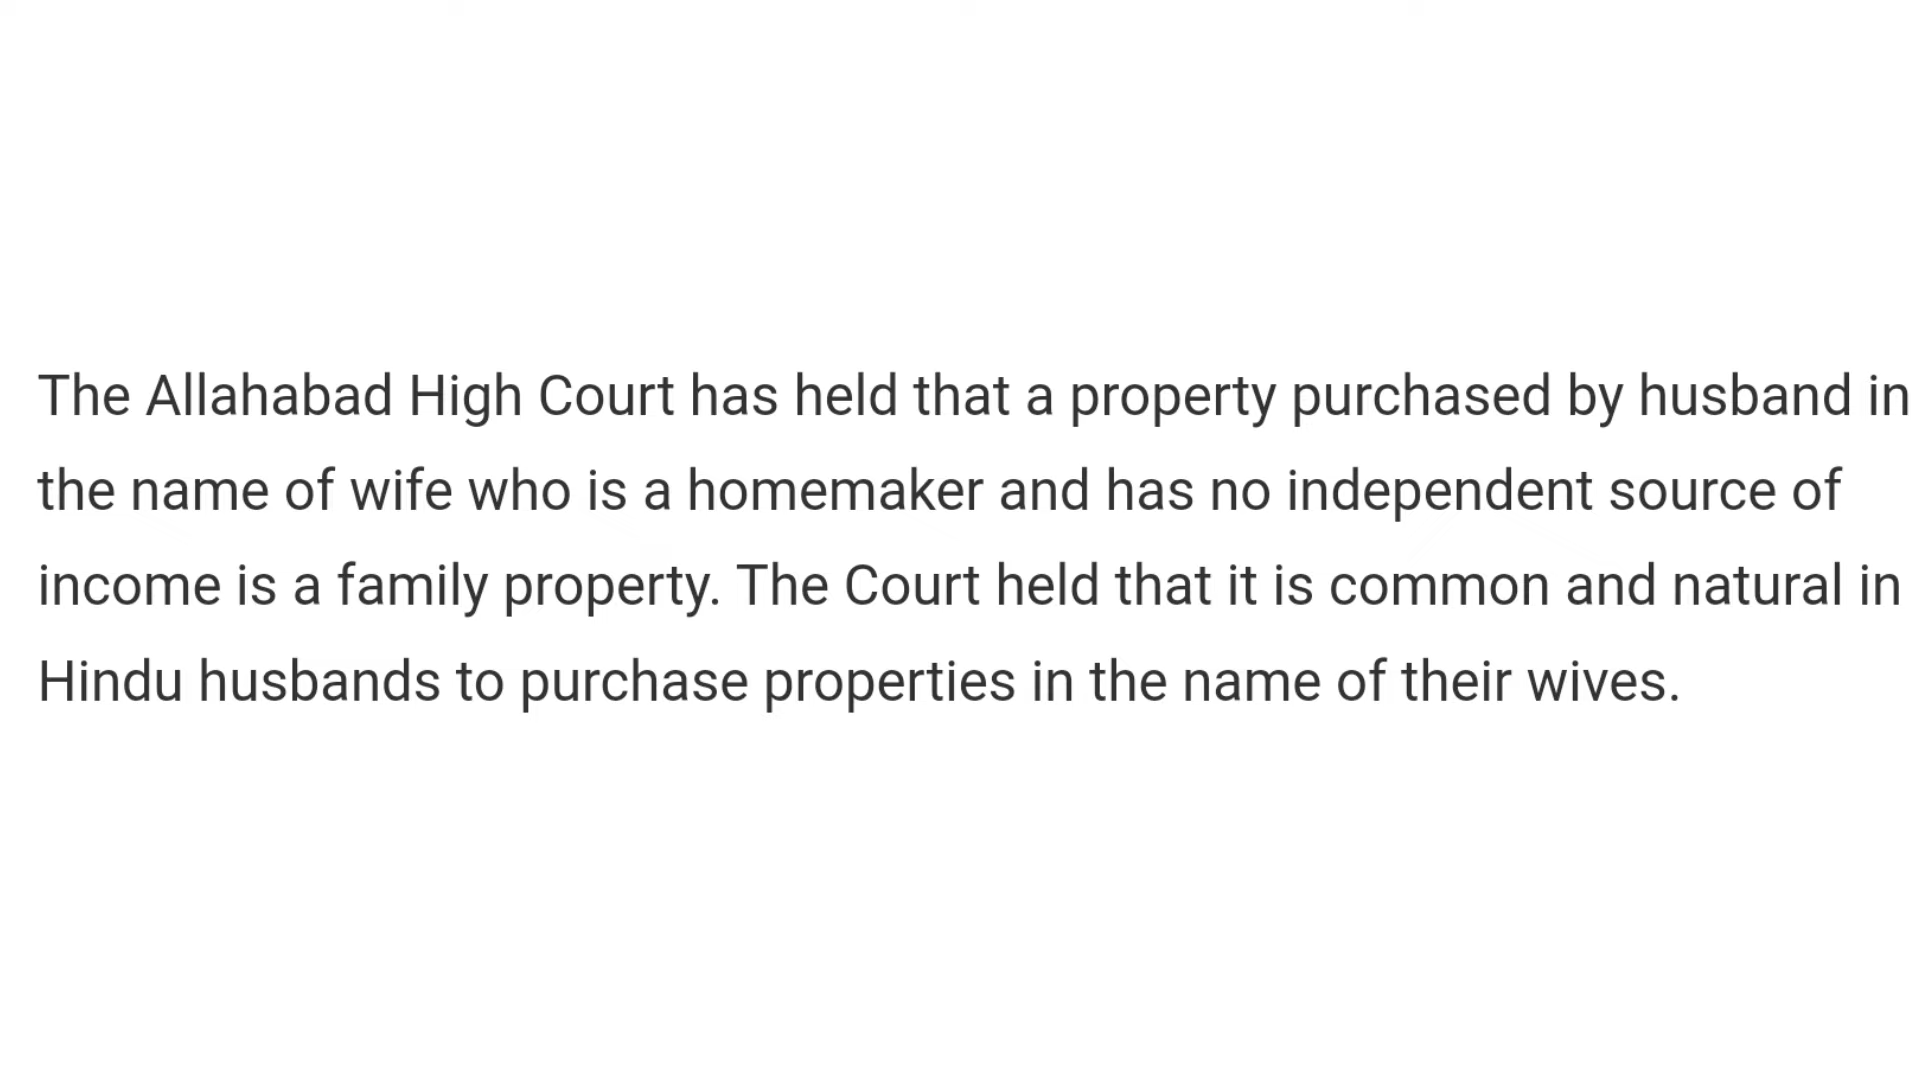 The Allahabad High Court has held that a property purchased by husband in
the name of wife who is a homemaker and has no independent source of
income is a family property. The Court held that it is common and natural in
Hindu husbands to purchase properties in the name of their wives.